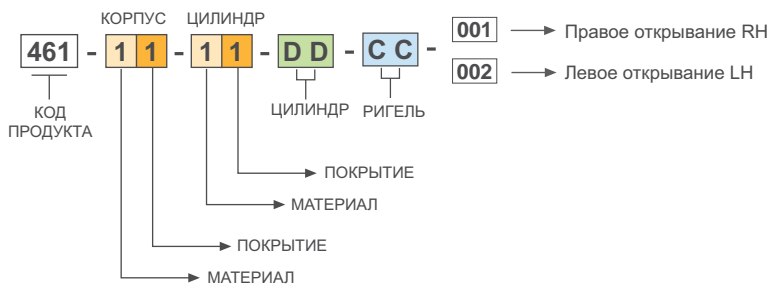 КОРПУС ЦИЛИНДР
461 - 1 1 - 1 1 - D D - C C -
001 Правое открывание RH
002 Левое открывание LH
КОД
ПРОДУКТА
ЦИЛИНДР РИГЕЛЬ
ПОКРЫТИЕ
МАТЕРИАЛ
ПОКРЫТИЕ
МАТЕРИАЛ